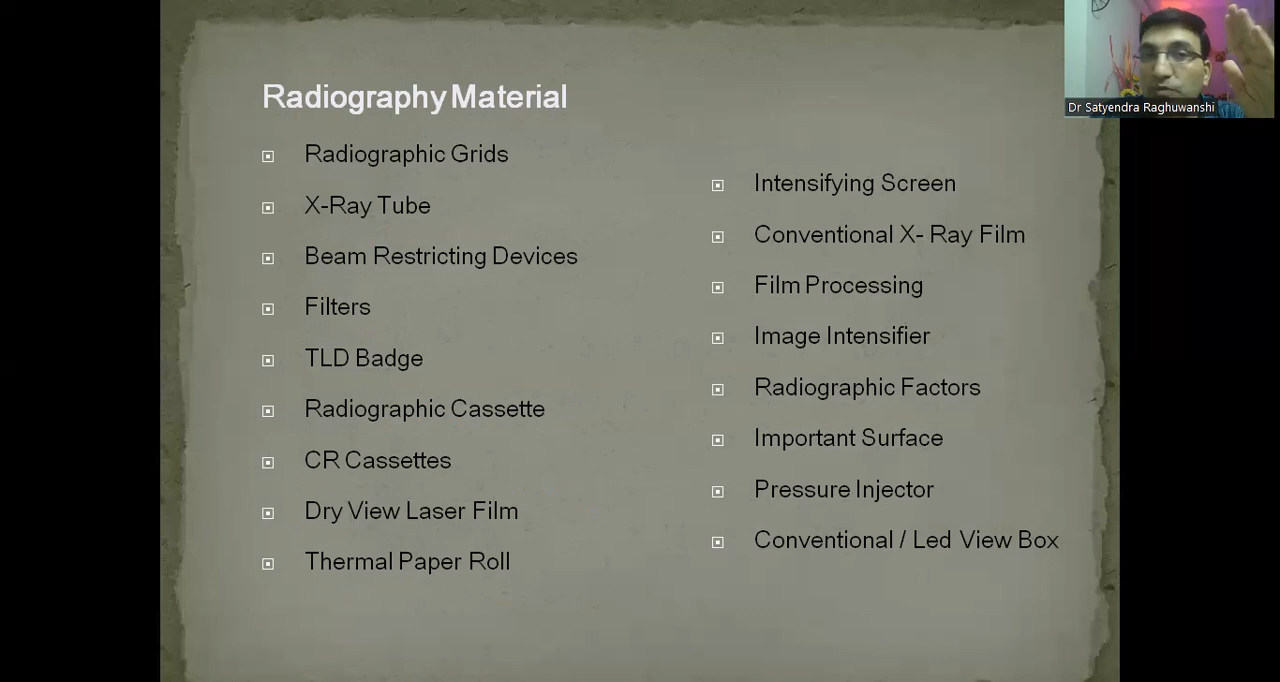 Radiography Material
Radiographic Grids
X-Ray Tube
Beam Restricting Devices
Filters
TLD Badge
Radiographic Cassette
CR Cassettes
Dry View Laser Film
Thermal Paper Roll
Intensifying Screen
Conventional X- Ray Film
Film Processing
Image Intensifier
Radiographic Factors
Important Surface
Pressure Injector
Conventional / Led View Box
Dr Satyendra Raghuwanshi